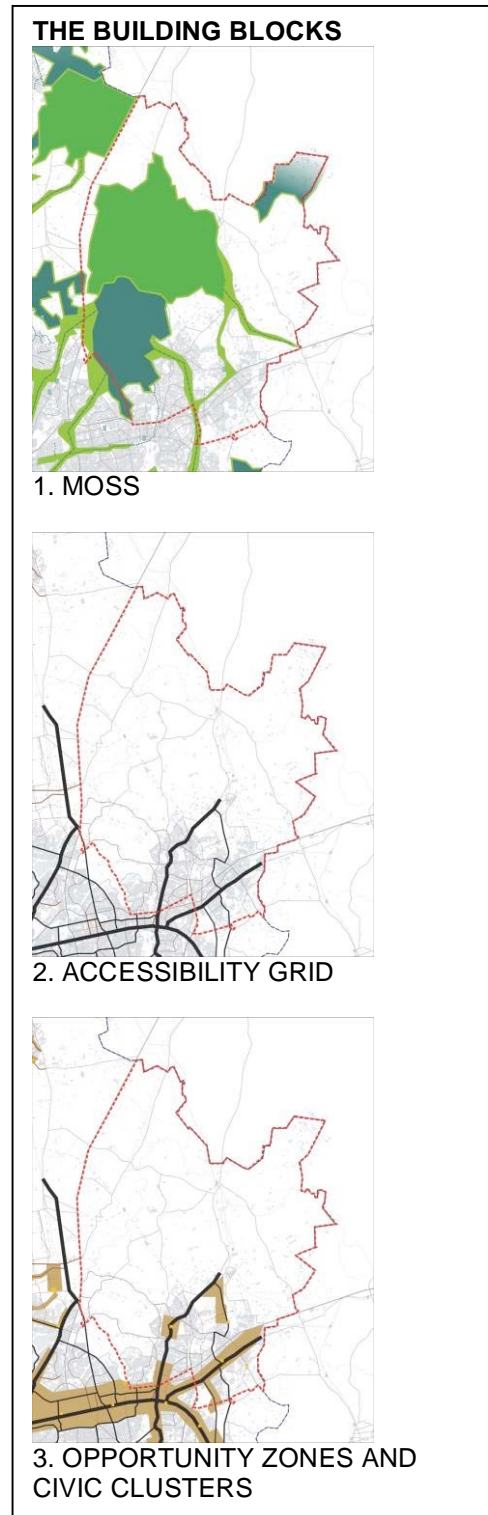 THE BUILDING BLOCKS
1. MOSS
2. ACCESSIBILITY GRID
3. OPPORTUNITY ZONES AND
CIVIC CLUSTERS